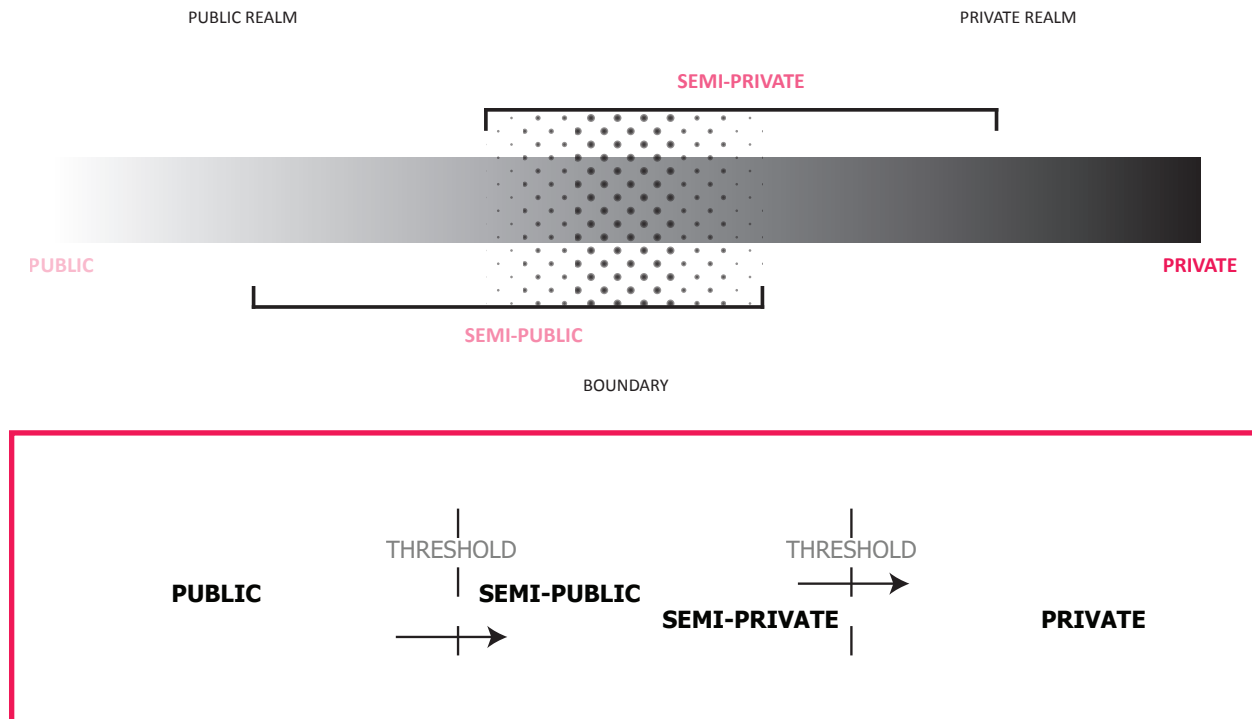 PUBLIC REALM
PRIVATE REALM
SEMI-PRIVATE
PUBLIC
PRIVATE
SEMI-PUBLIC
BOUNDARY
THRESHOLD
THRESHOLD
PUBLIC
SEMI-PUBLIC
SEMI-PRIVATE
PRIVATE